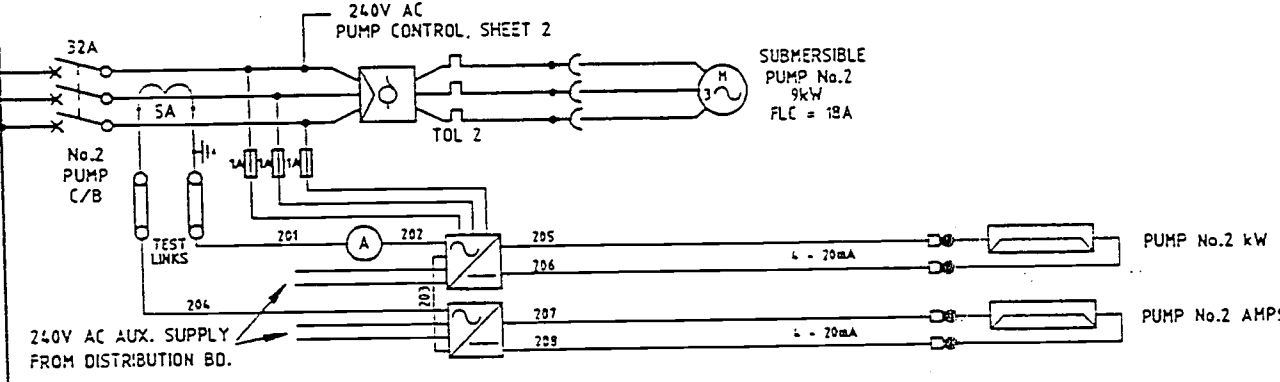 240V AC
PUMP CONTROL, SHEET 2
32A
5A
No.2
PUMP
C/B
TOL 2
M
3
SUBMERSIBLE
PUMP No.2
9kW
FLC = 18A
1A
1A
1A
TEST
LINKS
201
A
202
203
204
205
206
4 - 20mA
PUMP No.2 kW
207
208
4 - 20mA
PUMP No.2 AMPS
240V AC AUX. SUPPLY
FROM DISTRIBUTION BD.